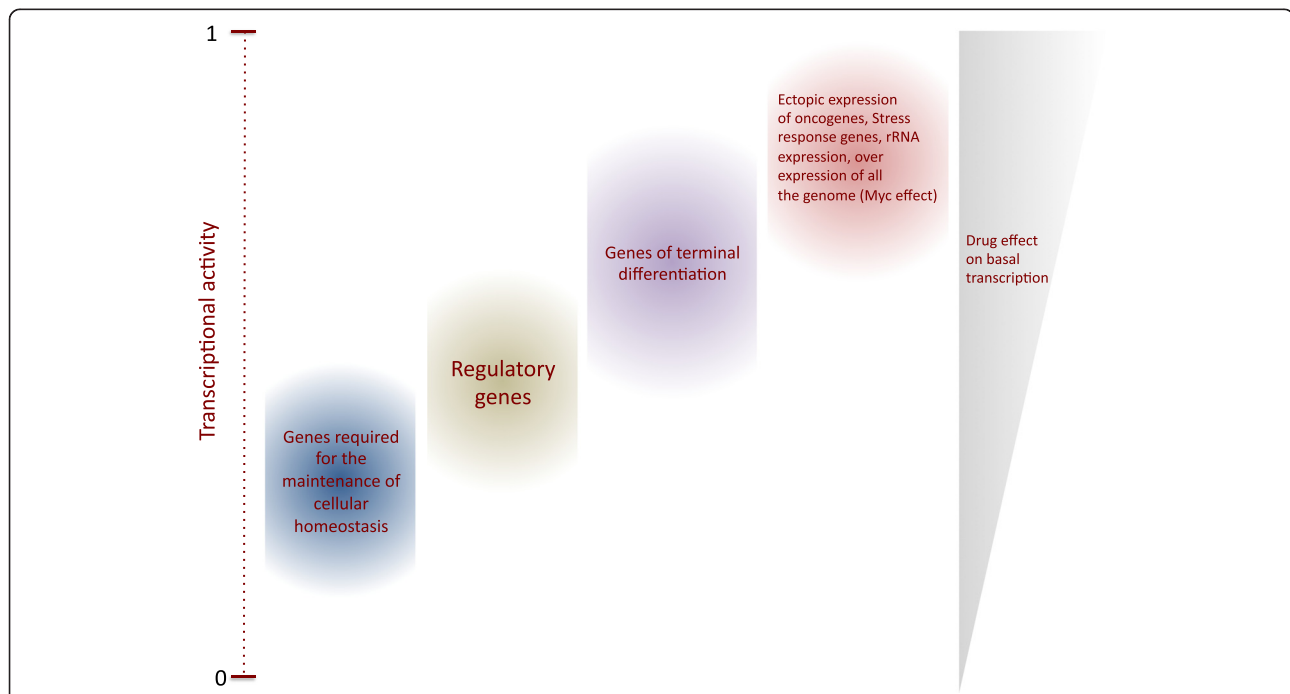 1
Transcriptional activity
0
Genes required
for the
maintenance of
cellular
homeostasis
Regulatory
genes
Genes of terminal
differentiation
Ectopic expression
of oncogenes, Stress
response genes, rRNA
expression, over
expression of all
the genome (Myc effect)
Drug effect
on basal
transcription